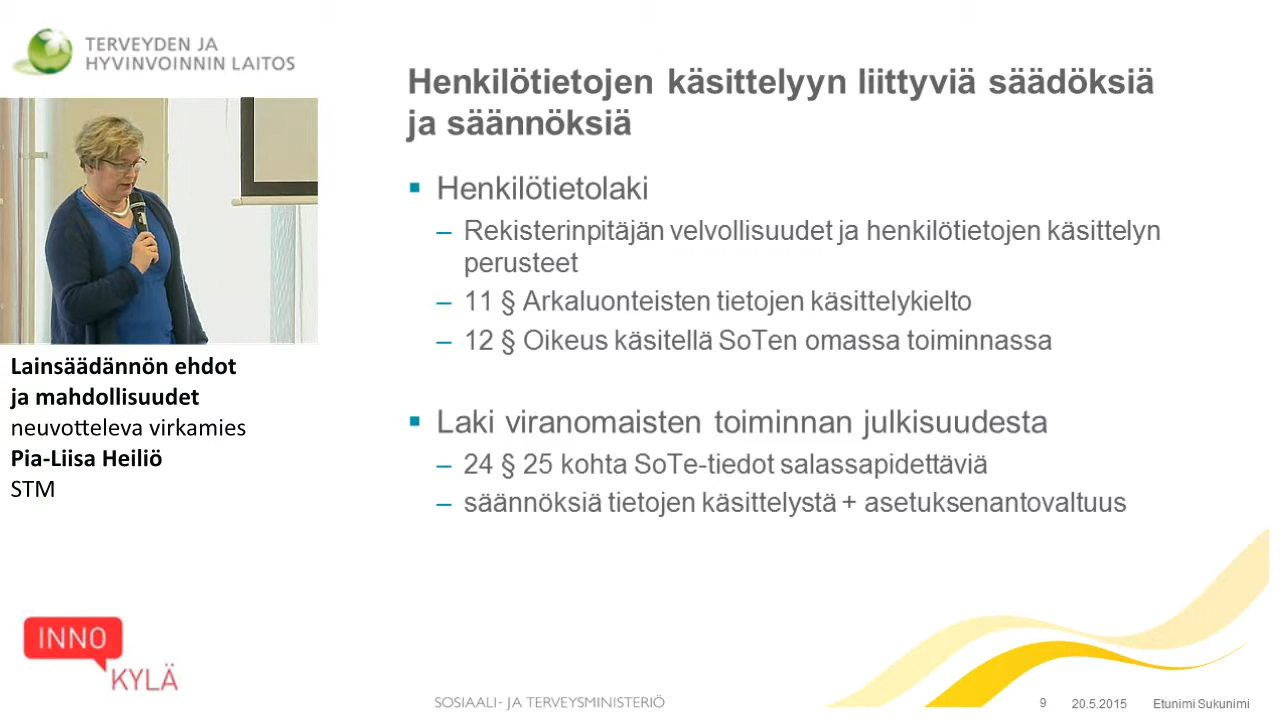 TERVEYDEN JA
HYVINVOINNIN LAITOS
Henkilötietojen käsittelyyn liittyviä säädöksiä
ja säännöksiä
Henkilötietolaki
– Rekisterinpitäjän velvollisuudet ja henkilötietojen käsittelyn
perusteet
– 11 § Arkaluonteisten tietojen käsittelykielto
– 12 § Oikeus käsitellä SoTen omassa toiminnassa
Laki viranomaisten toiminnan julkisuudesta
– 24 § 25 kohta SoTe-tiedot salassapidettäviä
– säännöksiä tietojen käsittelystä + asetuksenantovaltuus
Lainsäädännön ehdot
ja mahdollisuudet
neuvotteleva virkamies
Pia-Liisa Heiliö
STM
INNO
KYLÄ
SOSIAALI- JA TERVEYSMINISTERIÖ
9 20.5.2015 Etunimi Sukunimi